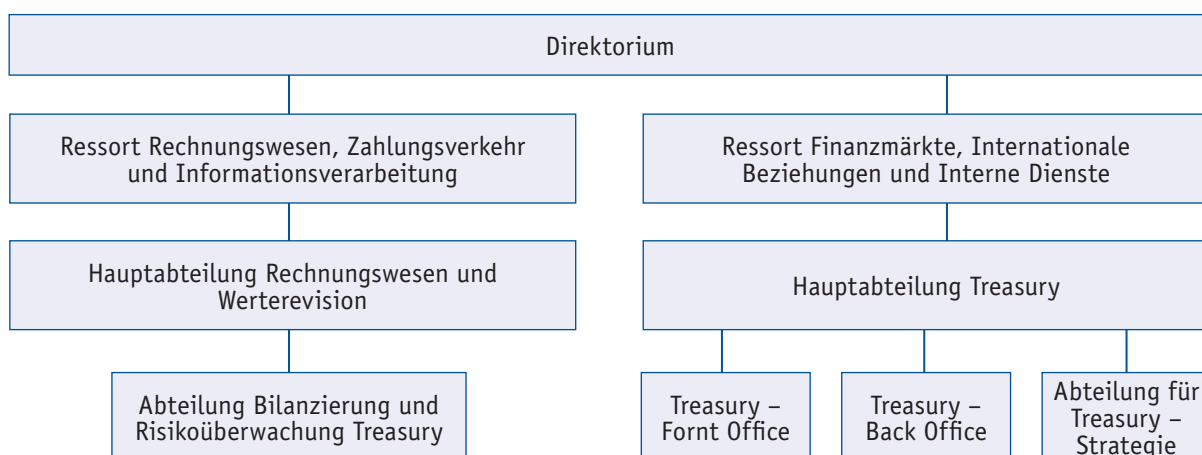 Direktorium
Ressort Rechnungswesen, Zahlungsverkehr
und Informationsverarbeitung
Ressort Finanzmärkte, Internationale
Beziehungen und Interne Dienste
Hauptabteilung Rechnungswesen und
Werterevision
Hauptabteilung Treasury
Abteilung Bilanzierung und
Risikoüberwachung Treasury
Treasury –
Fornt Office
Treasury –
Back Office
Abteilung für
Treasury –
Strategie